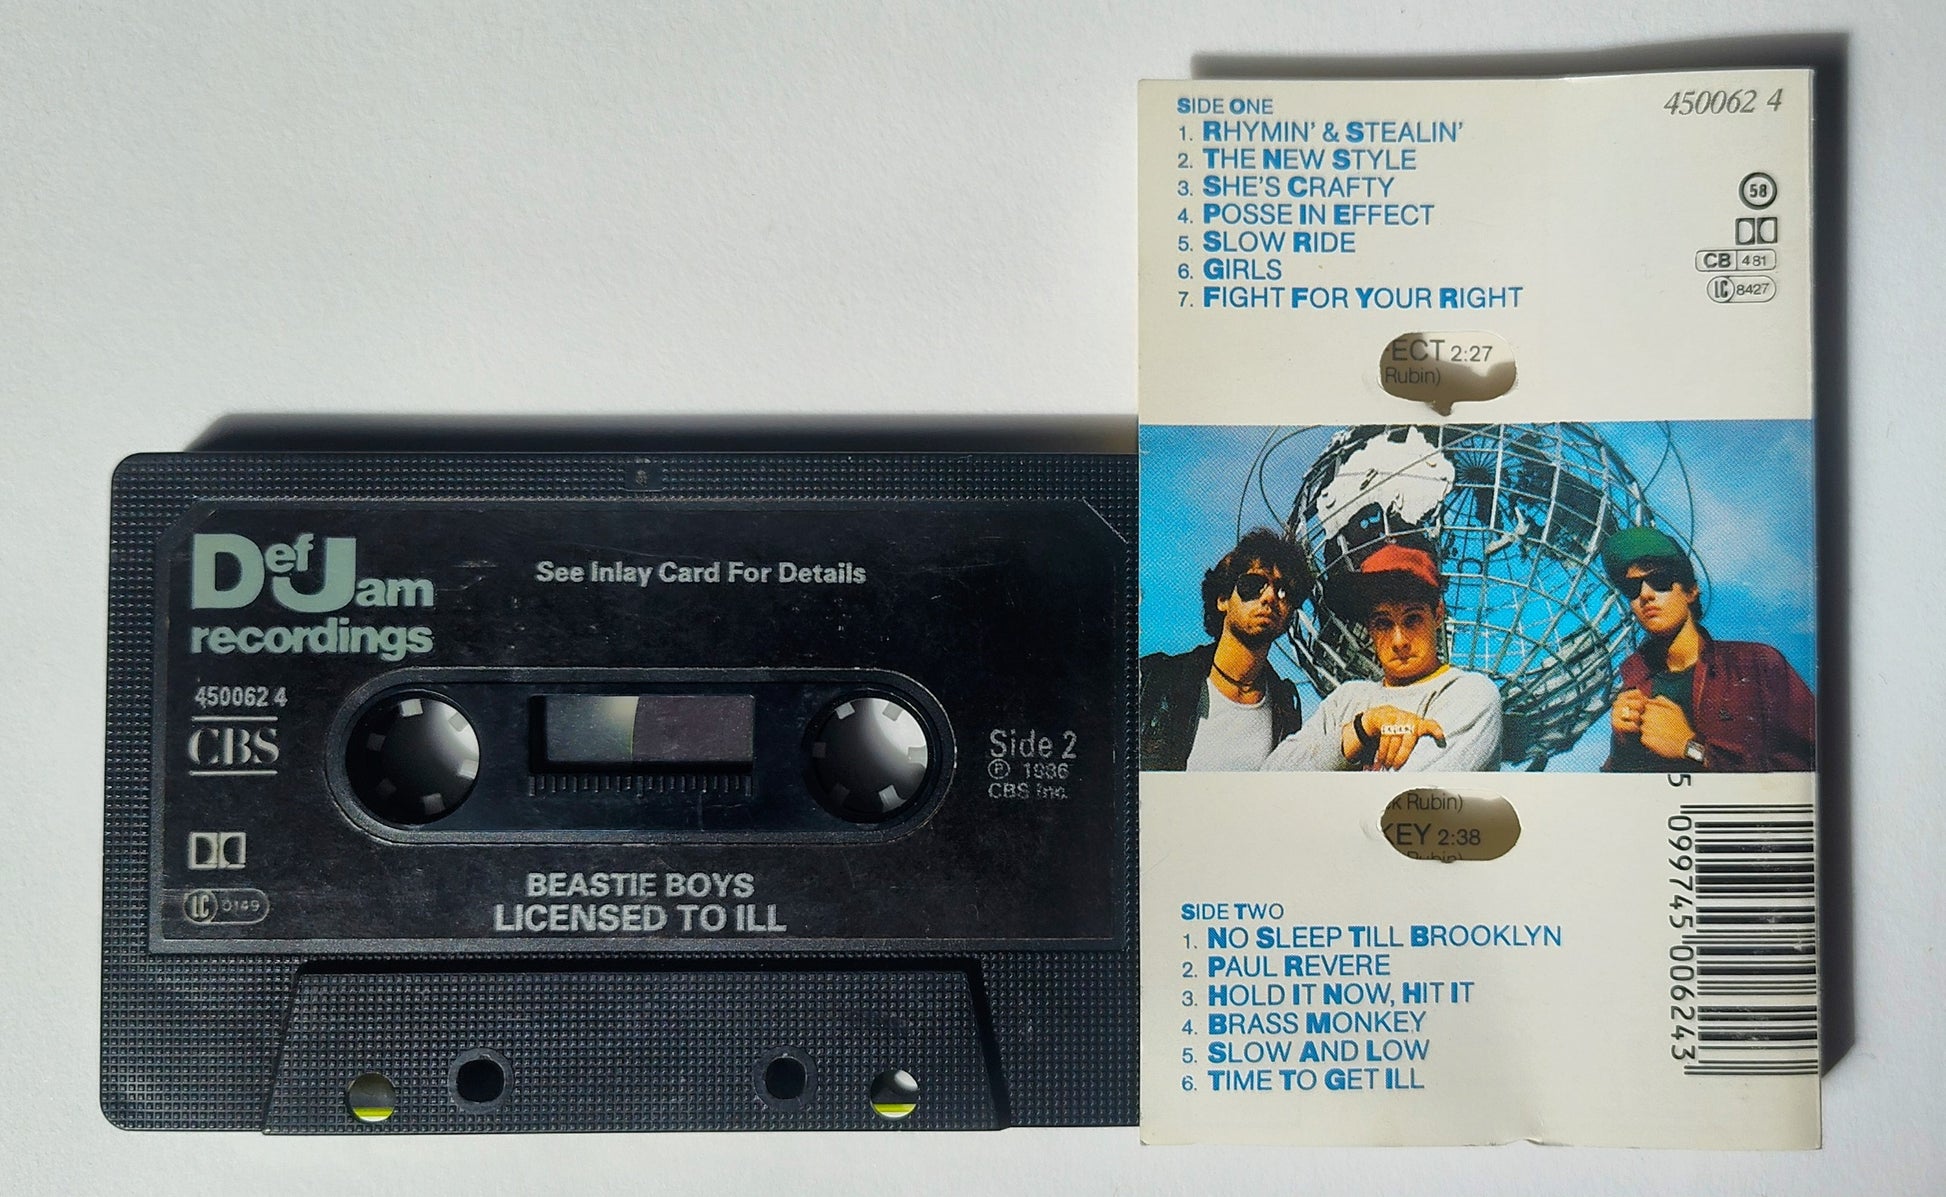 Def Jam
recordings
See Inlay Card For Details
450062 4
CBS
Side 2
℗ 1986
CBS Inc.
LC 0149
BEASTIE BOYS
LICENSED TO ILL
450062 4
SIDE ONE
1. RHYMIN' & STEALIN'
2. THE NEW STYLE
3. SHE'S CRAFTY
4. POSSE IN EFFECT
5. SLOW RIDE
6. GIRLS
7. FIGHT FOR YOUR RIGHT
58
CB 481
LC 8427
ECT 2:27
Rubin)
k Rubin)
KEY 2:38
Rubin)
SIDE TWO
1. NO SLEEP TILL BROOKLYN
2. PAUL REVERE
3. HOLD IT NOW, HIT IT
4. BRASS MONKEY
5. SLOW AND LOW
6. TIME TO GET ILL
5 099745 006243